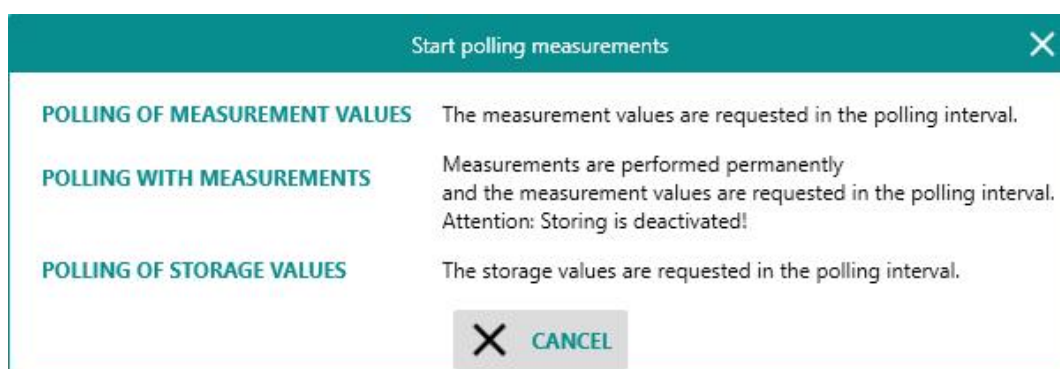 Start polling measurements
POLLING OF MEASUREMENT VALUES
The measurement values are requested in the polling interval.
POLLING WITH MEASUREMENTS
Measurements are performed permanently
and the measurement values are requested in the polling interval.
Attention: Storing is deactivated!
POLLING OF STORAGE VALUES
The storage values are requested in the polling interval.
CANCEL